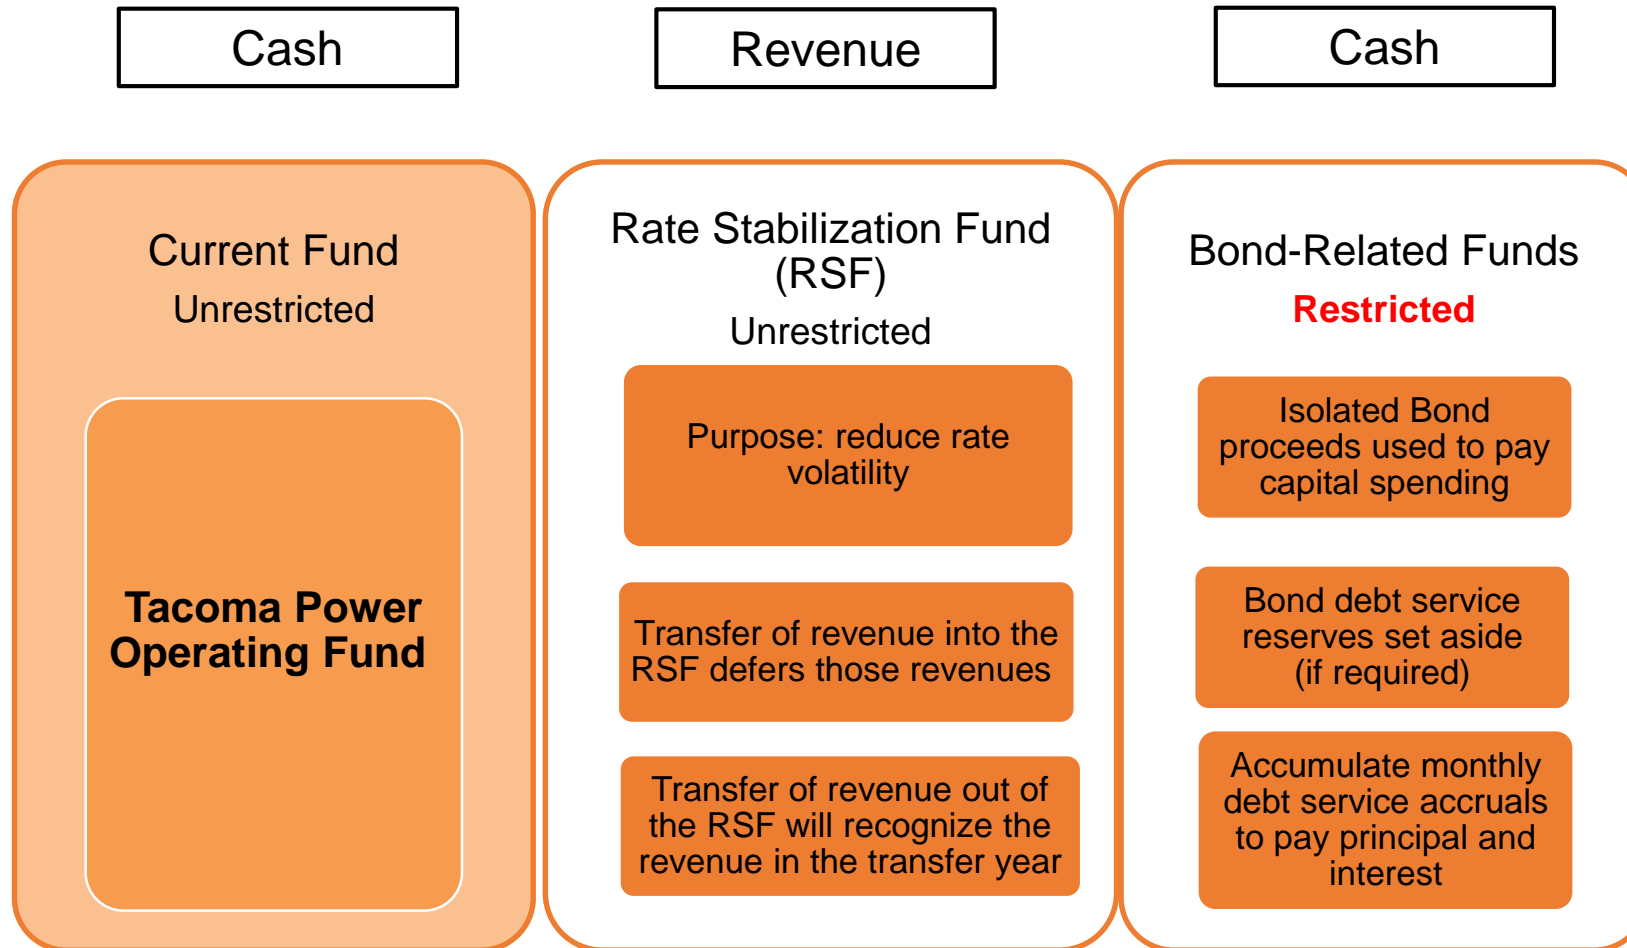 Cash
Revenue
Cash
Current Fund
Unrestricted
Tacoma Power
Operating Fund
Rate Stabilization Fund
(RSF)
Unrestricted
Purpose: reduce rate
volatility
Transfer of revenue into the
RSF defers those revenues
Transfer of revenue out of
the RSF will recognize the
revenue in the transfer year
Bond-Related Funds
Restricted
Isolated Bond
proceeds used to pay
capital spending
Bond debt service
reserves set aside
(if required)
Accumulate monthly
debt service accruals
to pay principal and
interest